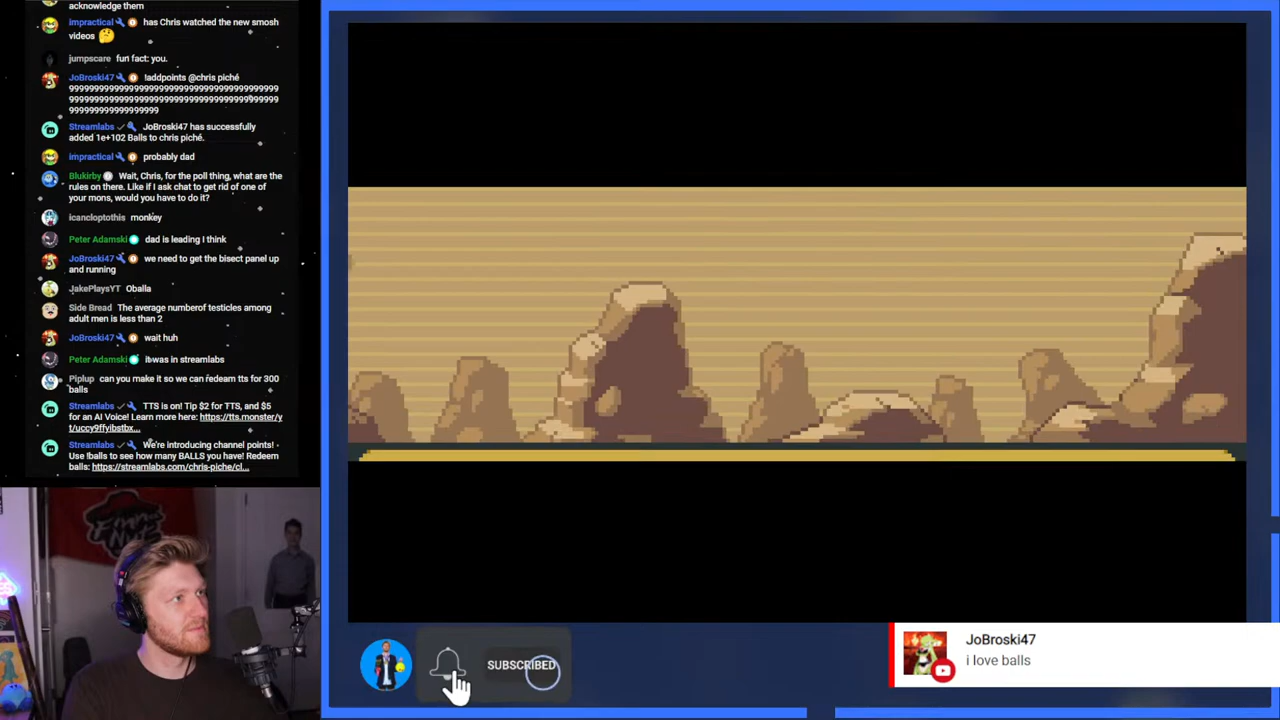 acknowledge them
impractical has Chris watched the new smosh
videos 🤔
jumpscare fun fact: you.
JoBroski47 !addpoints @chris piché
999999999999999999999999999999999999999
999999999999999999999999999999999999999
99999999999999999
Streamlabs JoBroski47 has successfully
added 1e+102 Balls to chris piché.
impractical probably dad
Blukirby Wait, Chris, for the poll thing, what are the
rules on there. Like if I ask chat to get rid of one of
your mons, would you have to do it?
icancloptothis monkey
Peter Adamski dad is leading I think
JoBroski47 we need to get the bisect panel up
and running
JakePlaysYT Oballa
Side Bread The average numberof testicles among
adult men is less than 2
JoBroski47 wait huh
Peter Adamski ibwas in streamlabs
Piplup can you make it so we can redeam tts for 300
balls
Streamlabs TTS is on! Tip $2 for TTS, and $5
for an AI Voice! Learn more here: https://tts.monster/y
t/uccy9ffyibstbx...
Streamlabs We're introducing channel points!
Use !balls to see how many BALLS you have! Redeem
balls: https://streamlabs.com/chris-piche/cl...
SUBSCRIBED
JoBroski47
i love balls